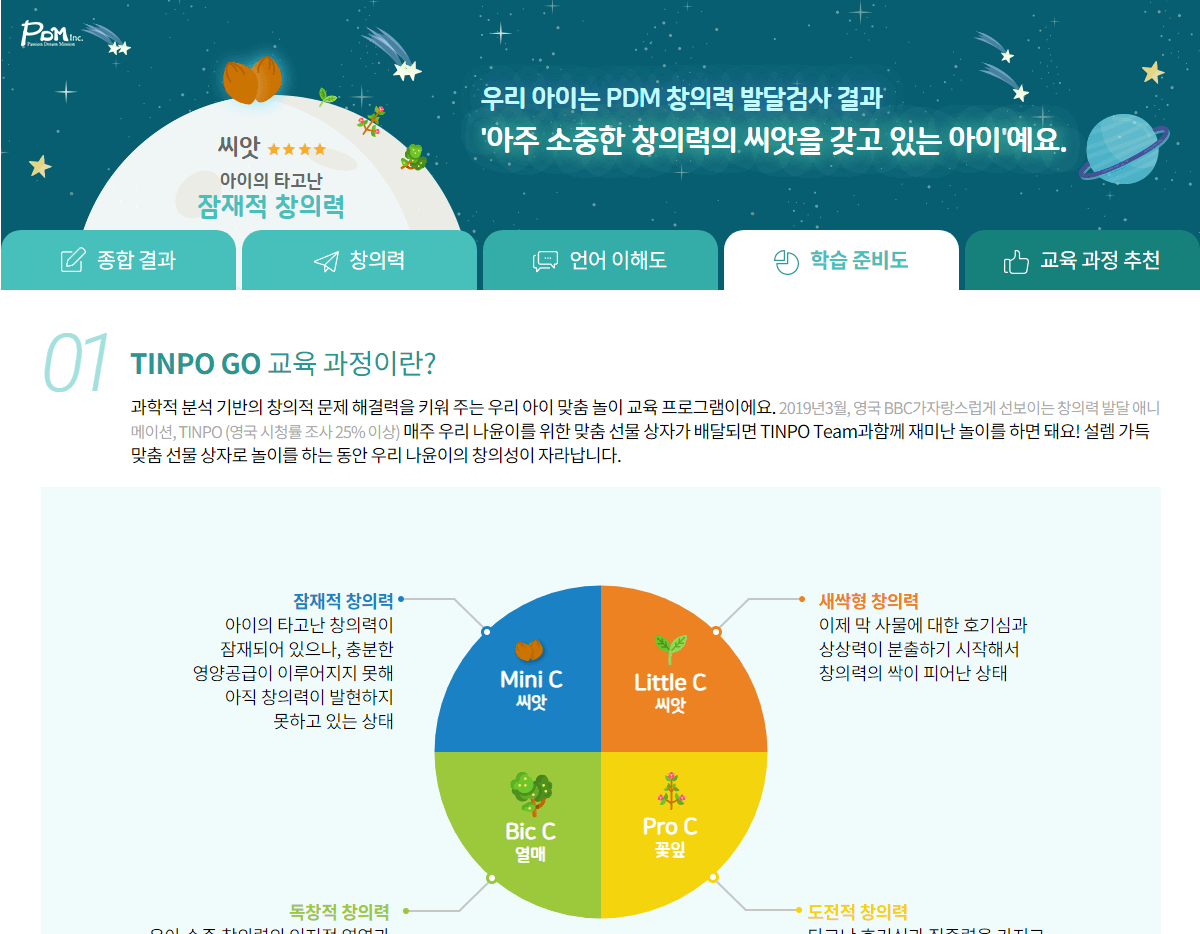 PDM Inc.
Passion Dream Mission
우리 아이는 PDM 창의력 발달검사 결과
'아주 소중한 창의력의 씨앗을 갖고 있는 아이'예요.
씨앗
아이의 타고난
잠재적 창의력
종합 결과
창의력
언어 이해도
학습 준비도
교육 과정 추천
01
TINPO GO 교육 과정이란?
과학적 분석 기반의 창의적 문제 해결력을 키워 주는 우리 아이 맞춤 놀이 교육 프로그램이에요. 2019년3월, 영국 BBC가자랑스럽게 선보이는 창의력 발달 애니
메이션, TINPO (영국 시청률 조사 25% 이상) 매주 우리 나윤이를 위한 맞춤 선물 상자가 배달되면 TINPO Team과함께 재미난 놀이를 하면 돼요! 설렘 가득
맞춤 선물 상자로 놀이를 하는 동안 우리 나윤이의 창의성이 자라납니다.
잠재적 창의력
아이의 타고난 창의력이
잠재되어 있으나, 충분한
영양공급이 이루어지지 못해
아직 창의력이 발현하지
못하고 있는 상태
새싹형 창의력
이제 막 사물에 대한 호기심과
상상력이 분출하기 시작해서
창의력의 싹이 피어난 상태
Mini C
씨앗
Little C
씨앗
Bic C
열매
Pro C
꽃잎
독창적 창의력
도전적 창의력